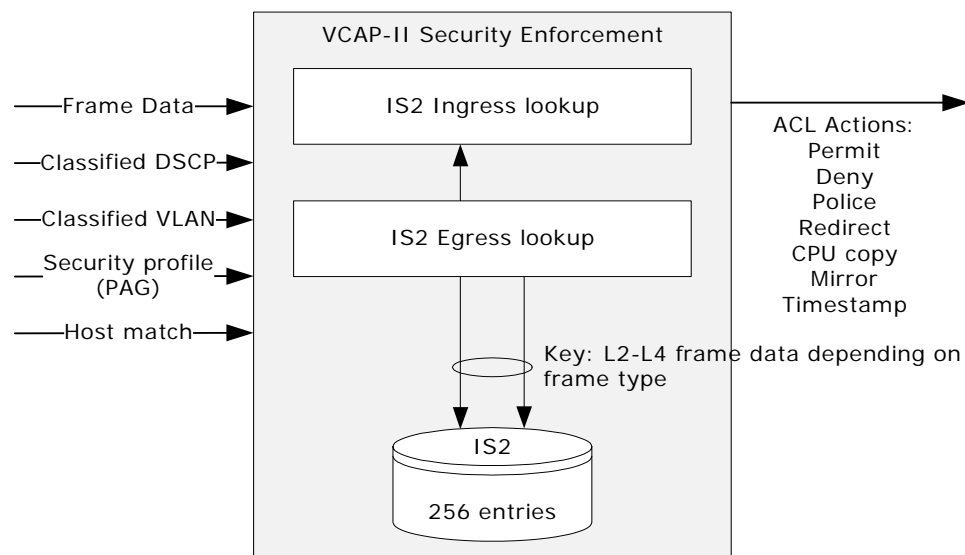 VCAP-II Security Enforcement
IS2 Ingress lookup
IS2 Egress lookup
Frame Data
Classified DSCP
Classified VLAN
Security profile
(PAG)
Host match
ACL Actions:
Permit
Deny
Police
Redirect
CPU copy
Mirror
Timestamp
Key: L2-L4 frame data depending on
frame type
IS2
256 entries